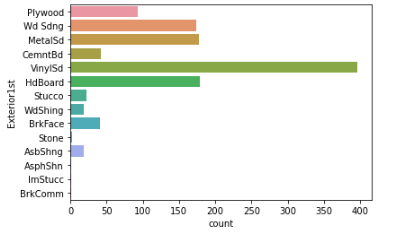 Plywood
Wd Sdng
MetalSd
CemntBd
VinylSd
HdBoard
Stucco
WdShing
BrkFace
Stone
AsbShng
AsphShn
ImStucc
BrkComm
Exterior1st
0 50 100 150 200 250 300 350 400
count